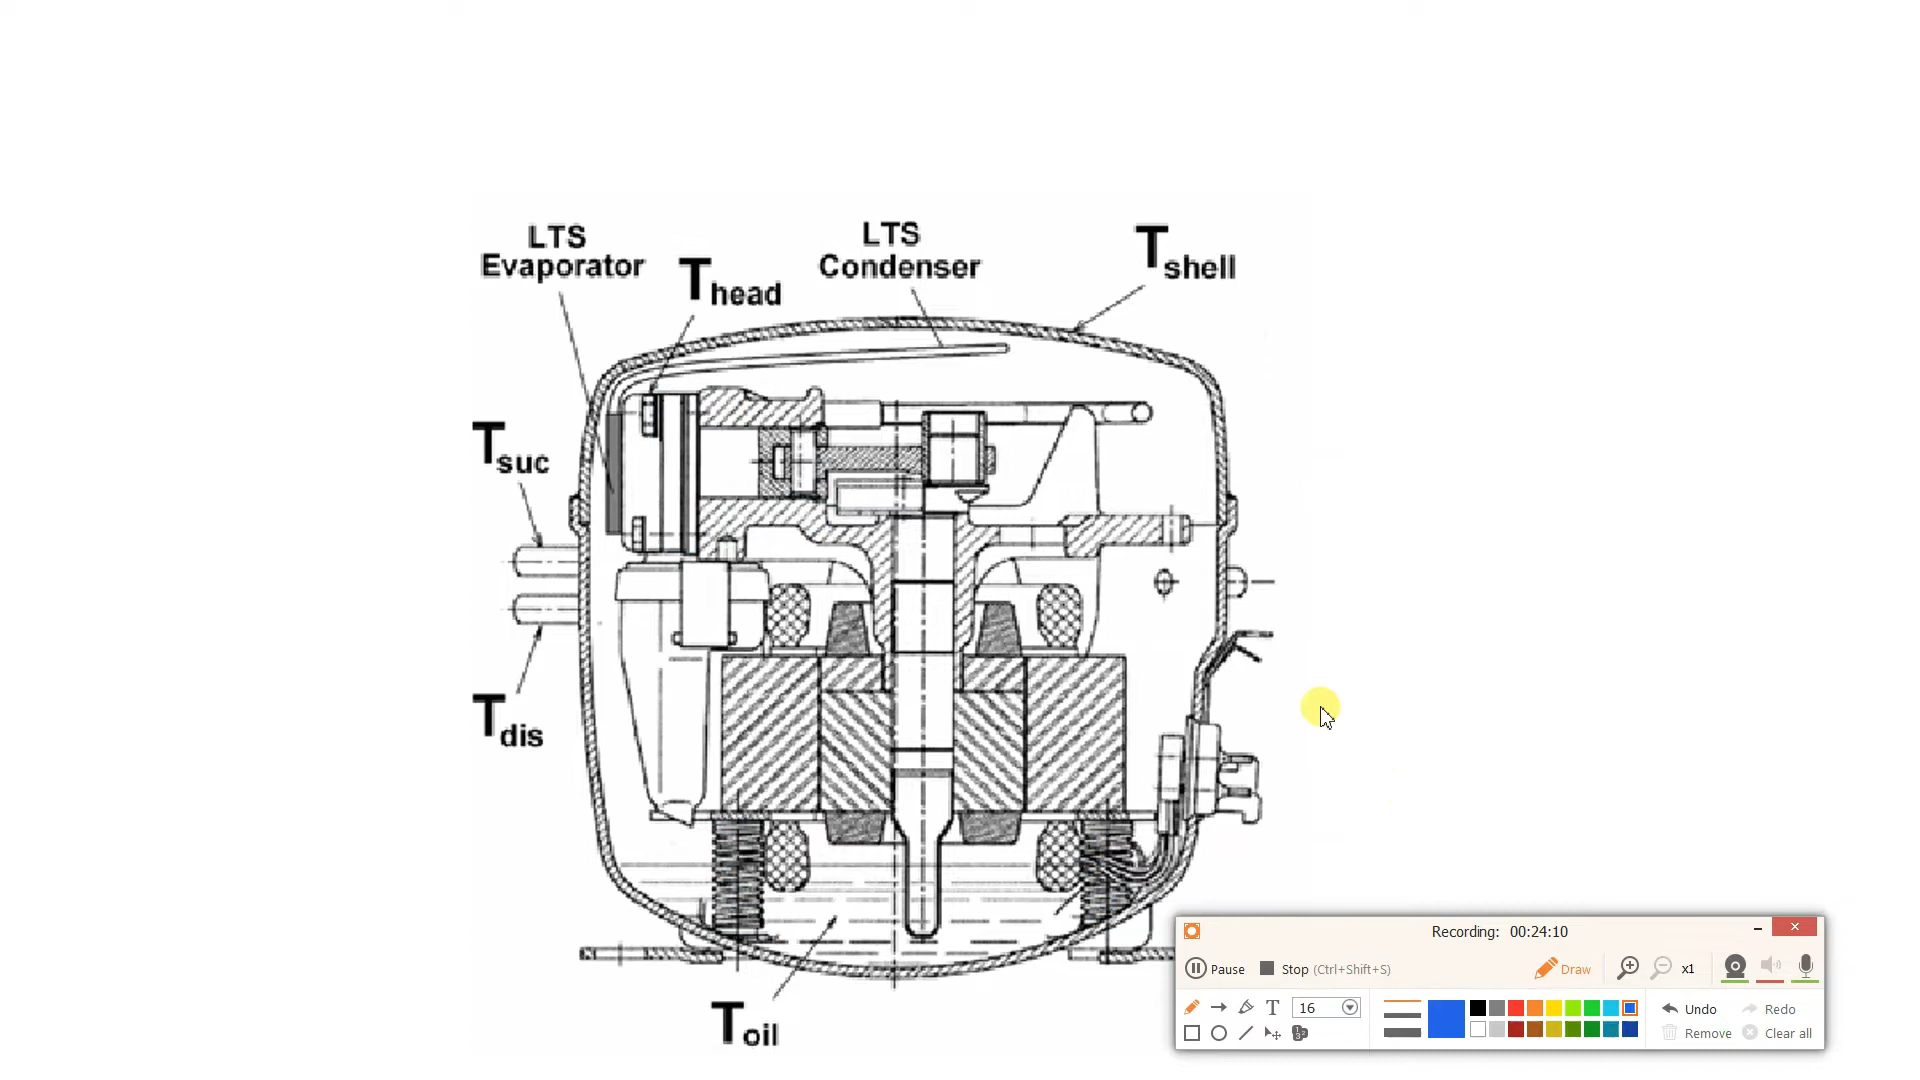 LTS
Evaporator
Thead
LTS
Condenser
Tshell
Tsuc
Tdis
Toil
Recording: 00:24:10
Pause
Stop (Ctrl+Shift+S)
Draw
x1
T
16
Undo
Redo
Remove
Clear all